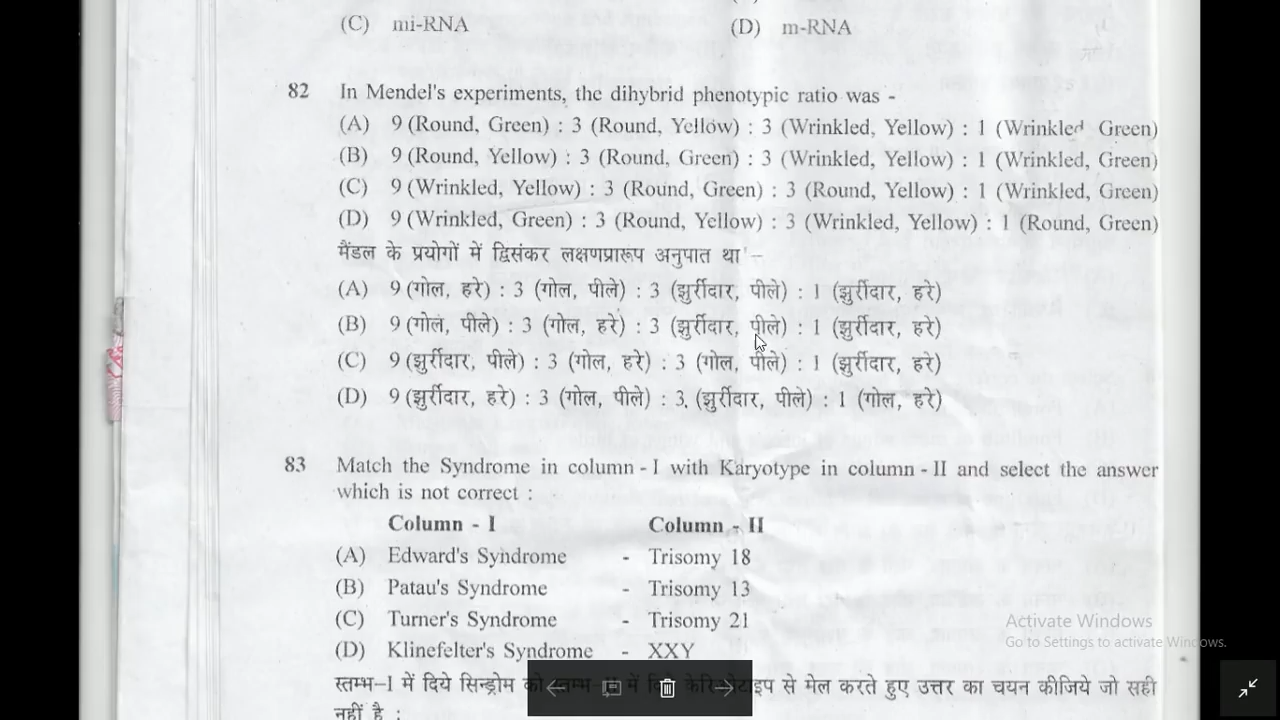 (C) mi-RNA (D) m-RNA
82 In Mendel's experiments, the dihybrid phenotypic ratio was -
(A) 9 (Round, Green) : 3 (Round, Yellow) : 3 (Wrinkled, Yellow) : 1 (Wrinkled, Green)
(B) 9 (Round, Yellow) : 3 (Round, Green) : 3 (Wrinkled, Yellow) : 1 (Wrinkled, Green)
(C) 9 (Wrinkled, Yellow) : 3 (Round, Green) : 3 (Round, Yellow) : 1 (Wrinkled, Green)
(D) 9 (Wrinkled, Green) : 3 (Round, Yellow) : 3 (Wrinkled, Yellow) : 1 (Round, Green)
मैंडल के प्रयोगों में द्विसंकर लक्षणप्रारूप अनुपात था –
(A) 9 (गोल, हरे) : 3 (गोल, पीले) : 3 (झुर्रीदार, पीले) : 1 (झुर्रीदार, हरे)
(B) 9 (गोल, पीले) : 3 (गोल, हरे) : 3 (झुर्रीदार, पीले) : 1 (झुर्रीदार, हरे)
(C) 9 (झुर्रीदार, पीले) : 3 (गोल, हरे) : 3 (गोल, पीले) : 1 (झुर्रीदार, हरे)
(D) 9 (झुर्रीदार, हरे) : 3 (गोल, पीले) : 3 (झुर्रीदार, पीले) : 1 (गोल, हरे)
83 Match the Syndrome in column - I with Karyotype in column - II and select the answer
which is not correct :
Column - I Column - II
(A) Edward's Syndrome - Trisomy 18
(B) Patau's Syndrome - Trisomy 13
(C) Turner's Syndrome - Trisomy 21
(D) Klinefelter's Syndrome - XXY
Activate Windows
Go to Settings to activate Windows.
स्तम्भ–I में दिये सिन्ड्रोम को स्तम्भ–II में से मेल करते हुए उत्तर का चयन कीजिये जो सही
नहीं है :